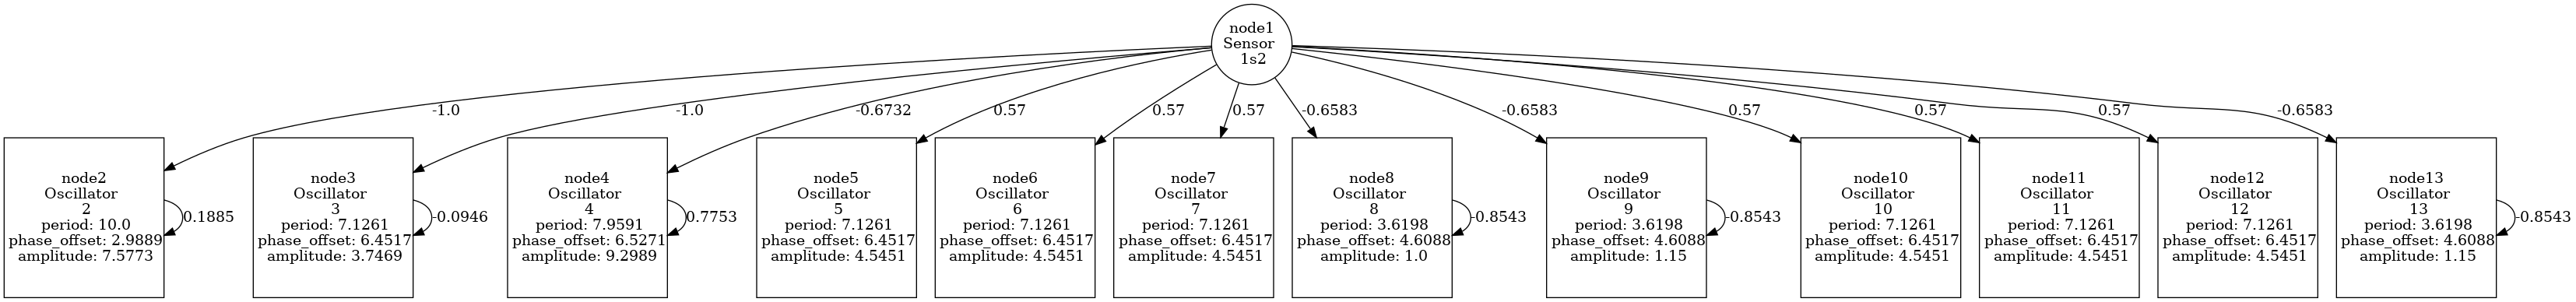 node1
Sensor
1s2
-1.0
-1.0
-0.6732
0.57
0.57
0.57
-0.6583
-0.6583
0.57
0.57
0.57
-0.6583
node2
Oscillator
2
period: 10.0
phase_offset: 2.9889
amplitude: 7.5773
0.1885
node3
Oscillator
3
period: 7.1261
phase_offset: 6.4517
amplitude: 3.7469
-0.0946
node4
Oscillator
4
period: 7.9591
phase_offset: 6.5271
amplitude: 9.2989
0.7753
node5
Oscillator
5
period: 7.1261
phase_offset: 6.4517
amplitude: 4.5451
node6
Oscillator
6
period: 7.1261
phase_offset: 6.4517
amplitude: 4.5451
node7
Oscillator
7
period: 7.1261
phase_offset: 6.4517
amplitude: 4.5451
node8
Oscillator
8
period: 3.6198
phase_offset: 4.6088
amplitude: 1.0
-0.8543
node9
Oscillator
9
period: 3.6198
phase_offset: 4.6088
amplitude: 1.15
-0.8543
node10
Oscillator
10
period: 7.1261
phase_offset: 6.4517
amplitude: 4.5451
node11
Oscillator
11
period: 7.1261
phase_offset: 6.4517
amplitude: 4.5451
node12
Oscillator
12
period: 7.1261
phase_offset: 6.4517
amplitude: 4.5451
node13
Oscillator
13
period: 3.6198
phase_offset: 4.6088
amplitude: 1.15
-0.8543